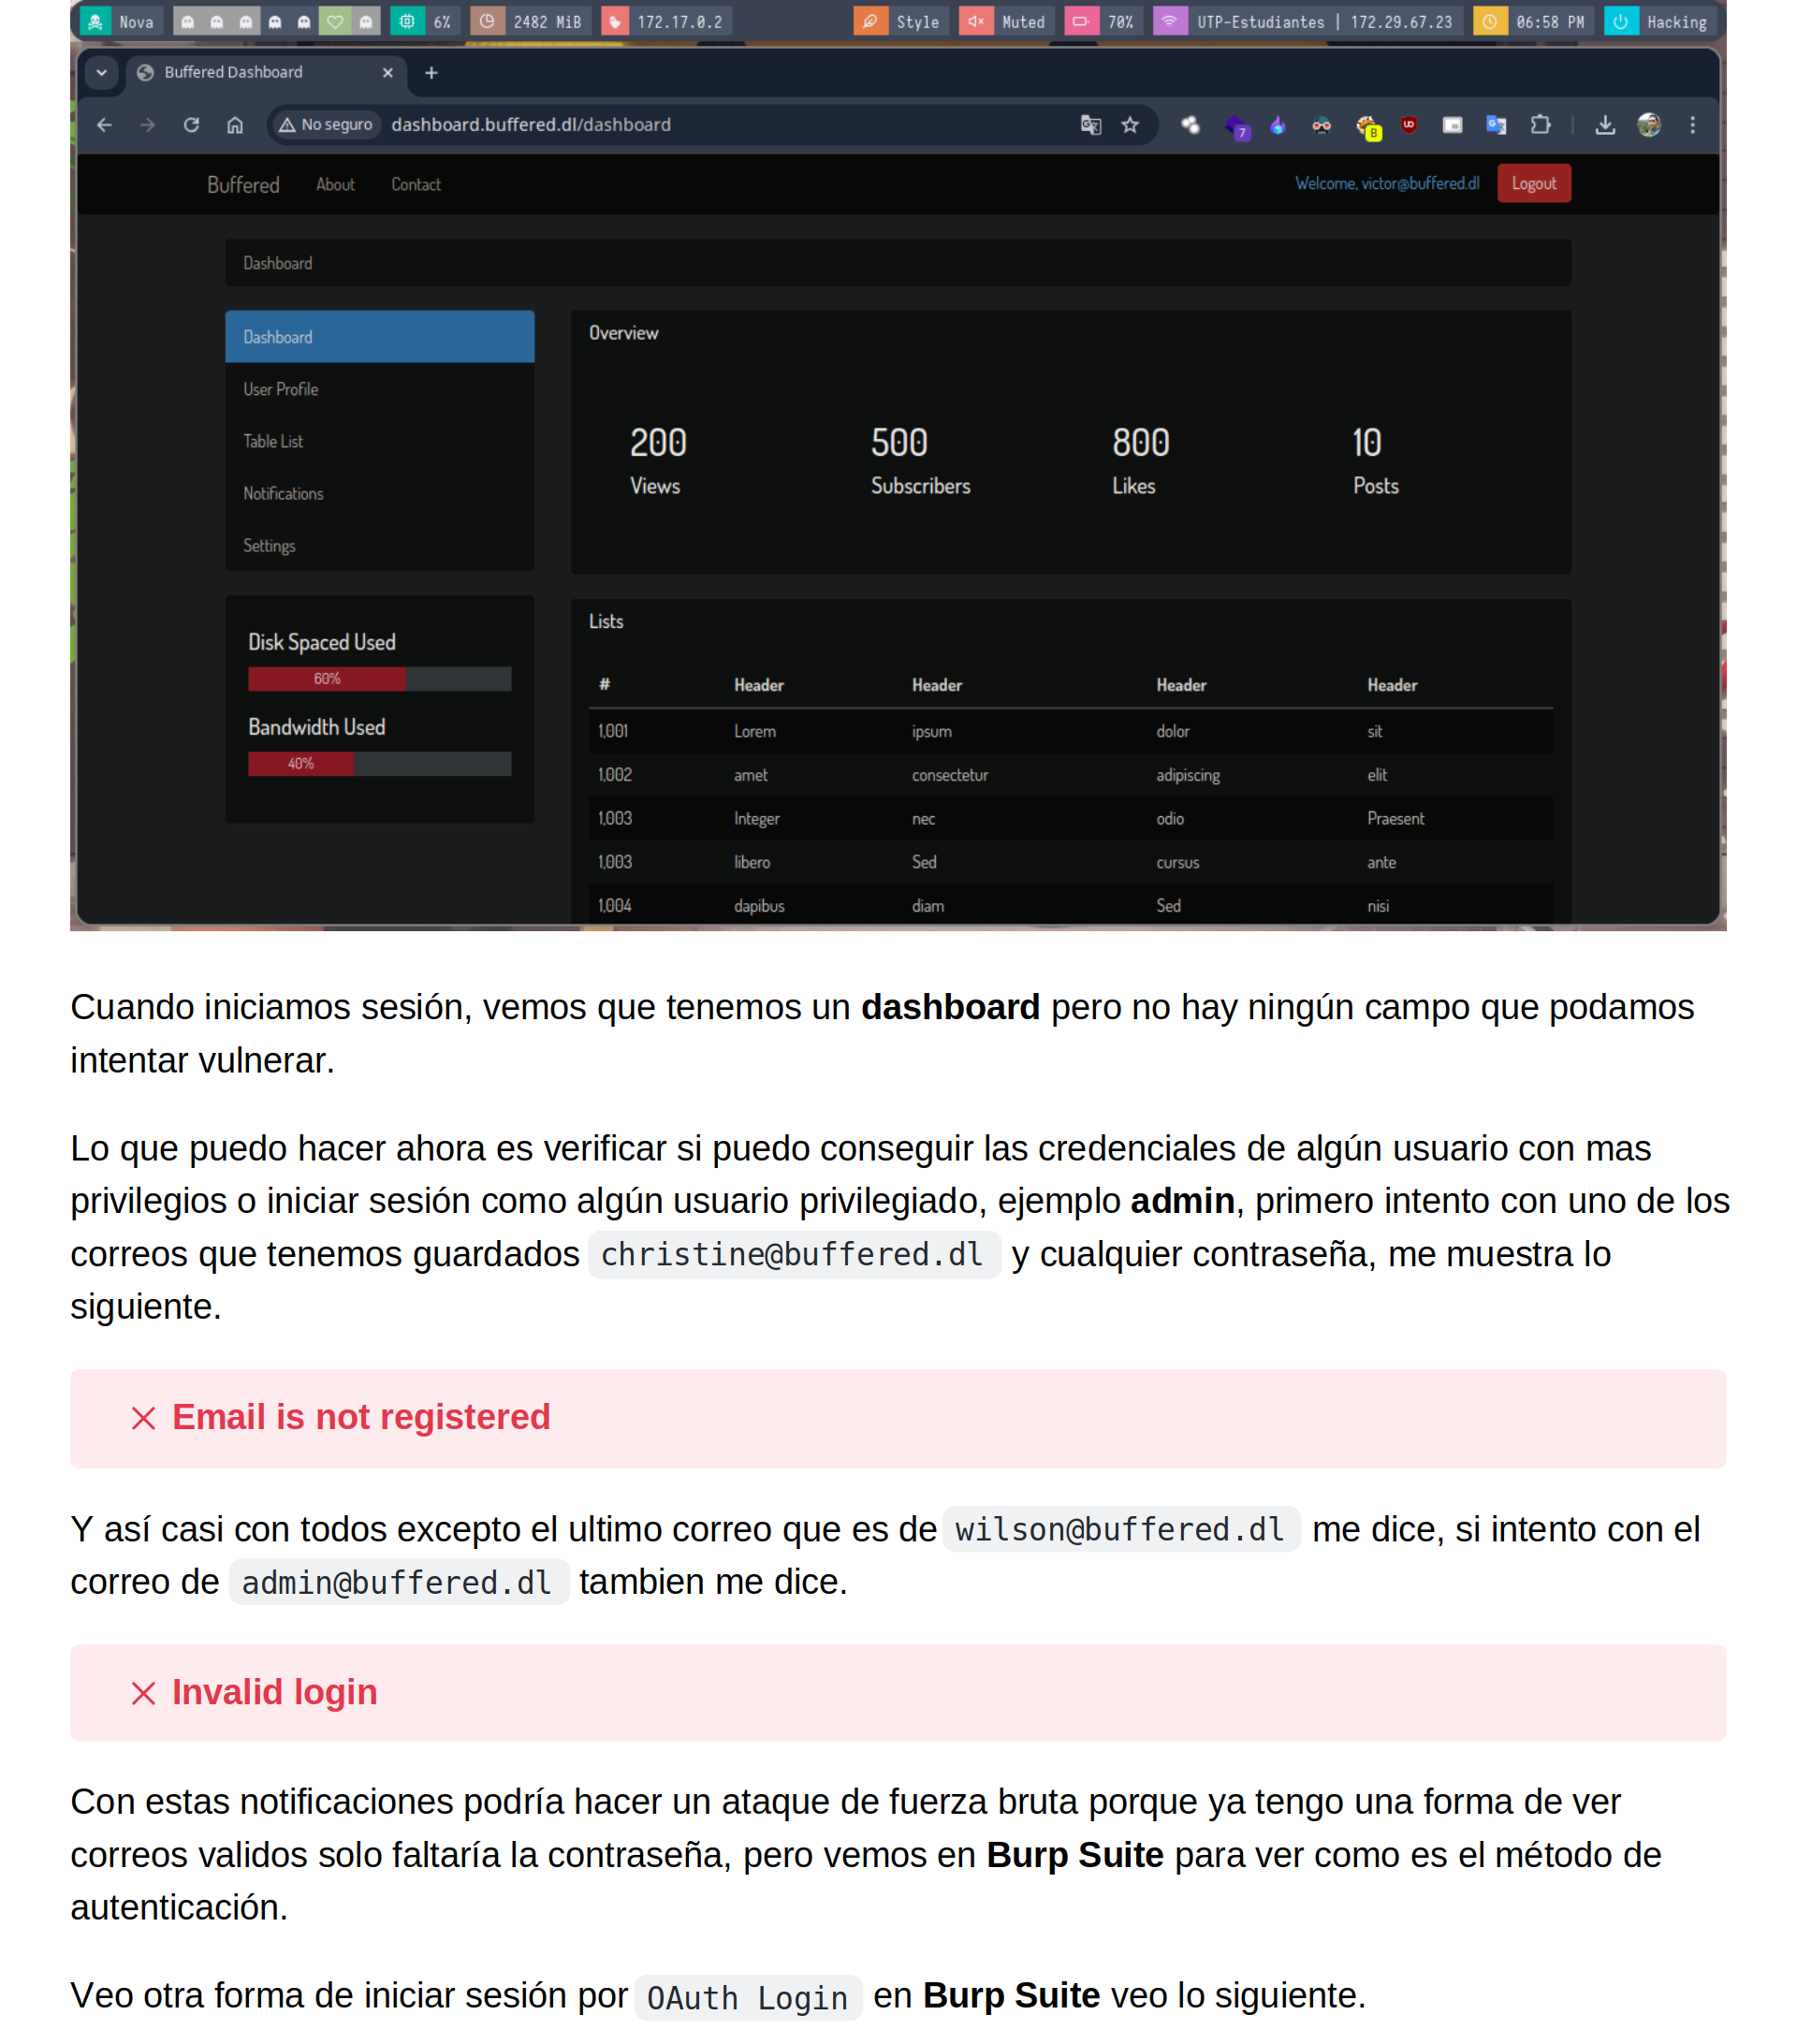 Nova 6% 2482 MiB 172.17.0.2 Style Muted 70% UTP-Estudiantes | 172.29.67.23 06:58 PM Hacking
Buffered Dashboard
No seguro dashboard.buffered.dl/dashboard 7 B
Buffered About Contact Welcome, victor@buffered.dl Logout
Dashboard
Dashboard
User Profile
Table List
Notifications
Settings
Disk Spaced Used
60%
Bandwidth Used
40%
Overview
200 500 800 10
Views Subscribers Likes Posts
Lists
# Header Header Header Header
1,001 Lorem ipsum dolor sit
1,002 amet consectetur adipiscing elit
1,003 Integer nec odio Praesent
1,003 libero Sed cursus ante
1,004 dapibus diam Sed nisi
Cuando iniciamos sesión, vemos que tenemos un dashboard pero no hay ningún campo que podamos
intentar vulnerar.
Lo que puedo hacer ahora es verificar si puedo conseguir las credenciales de algún usuario con mas
privilegios o iniciar sesión como algún usuario privilegiado, ejemplo admin, primero intento con uno de los
correos que tenemos guardados christine@buffered.dl y cualquier contraseña, me muestra lo
siguiente.
Email is not registered
Y así casi con todos excepto el ultimo correo que es de wilson@buffered.dl me dice, si intento con el
correo de admin@buffered.dl tambien me dice.
Invalid login
Con estas notificaciones podría hacer un ataque de fuerza bruta porque ya tengo una forma de ver
correos validos solo faltaría la contraseña, pero vemos en Burp Suite para ver como es el método de
autenticación.
Veo otra forma de iniciar sesión por OAuth Login en Burp Suite veo lo siguiente.